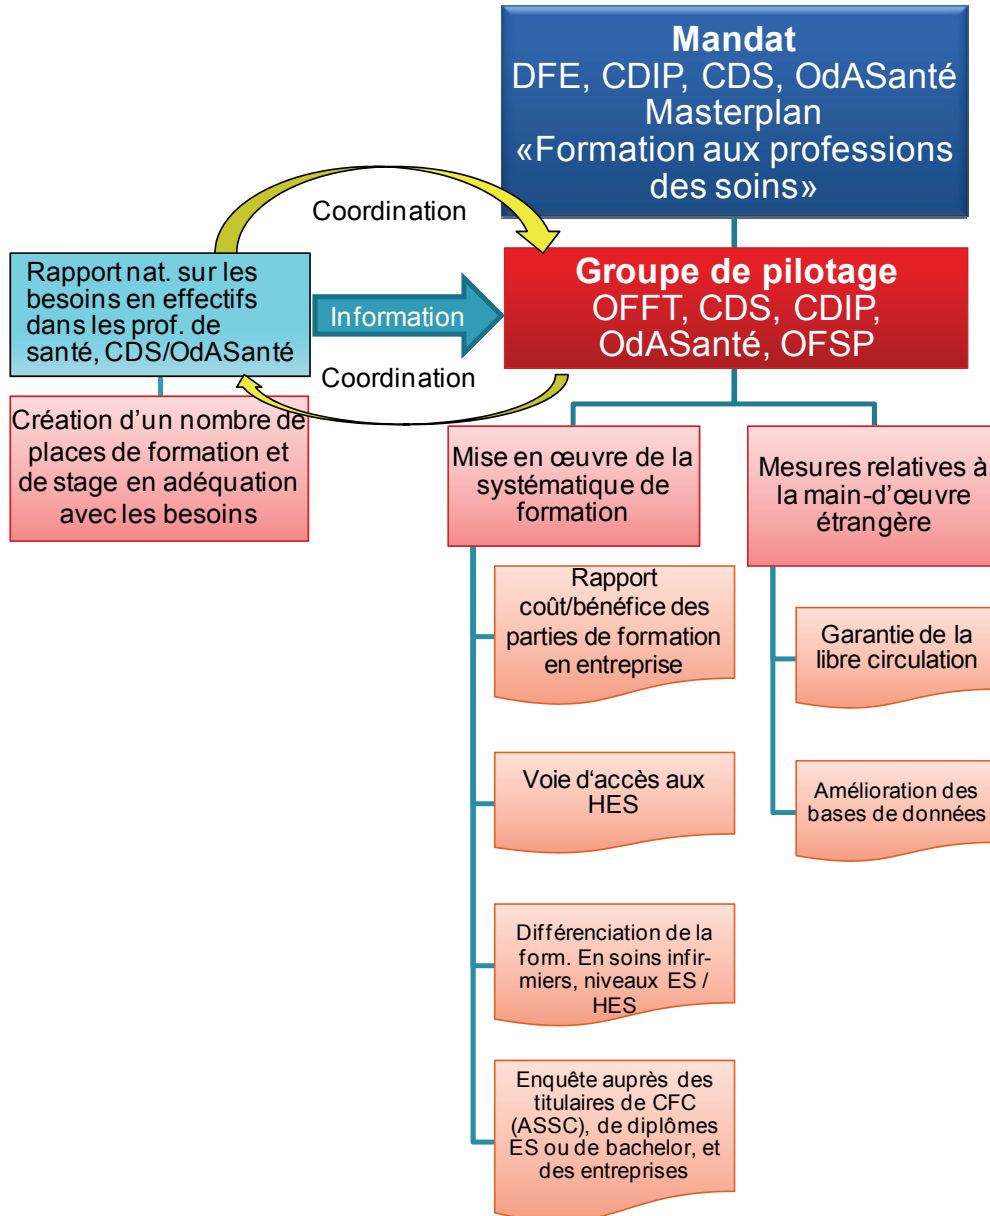 Mandat
DFE, CDIP, CDS, OdASanté
Masterplan
«Formation aux professions
des soins»
Coordination
Rapport nat. sur les
besoins en effectifs
dans les prof. de
santé, CDS/OdASanté
Information
Groupe de pilotage
OFFT, CDS, CDIP,
OdASanté, OFSP
Coordination
Création d'un nombre de
places de formation et
de stage en adéquation
avec les besoins
Mise en œuvre de la
systématique de
formation
Mesures relatives à
la main-d'œuvre
étrangère
Rapport
coût/bénéfice des
parties de formation
en entreprise
Garantie de la
libre circulation
Voie d'accès aux
HES
Amélioration des
bases de données
Différenciation de la
form. En soins infir-
miers, niveaux ES /
HES
Enquête auprès des
titulaires de CFC
(ASSC), de diplômes
ES ou de bachelor, et
des entreprises